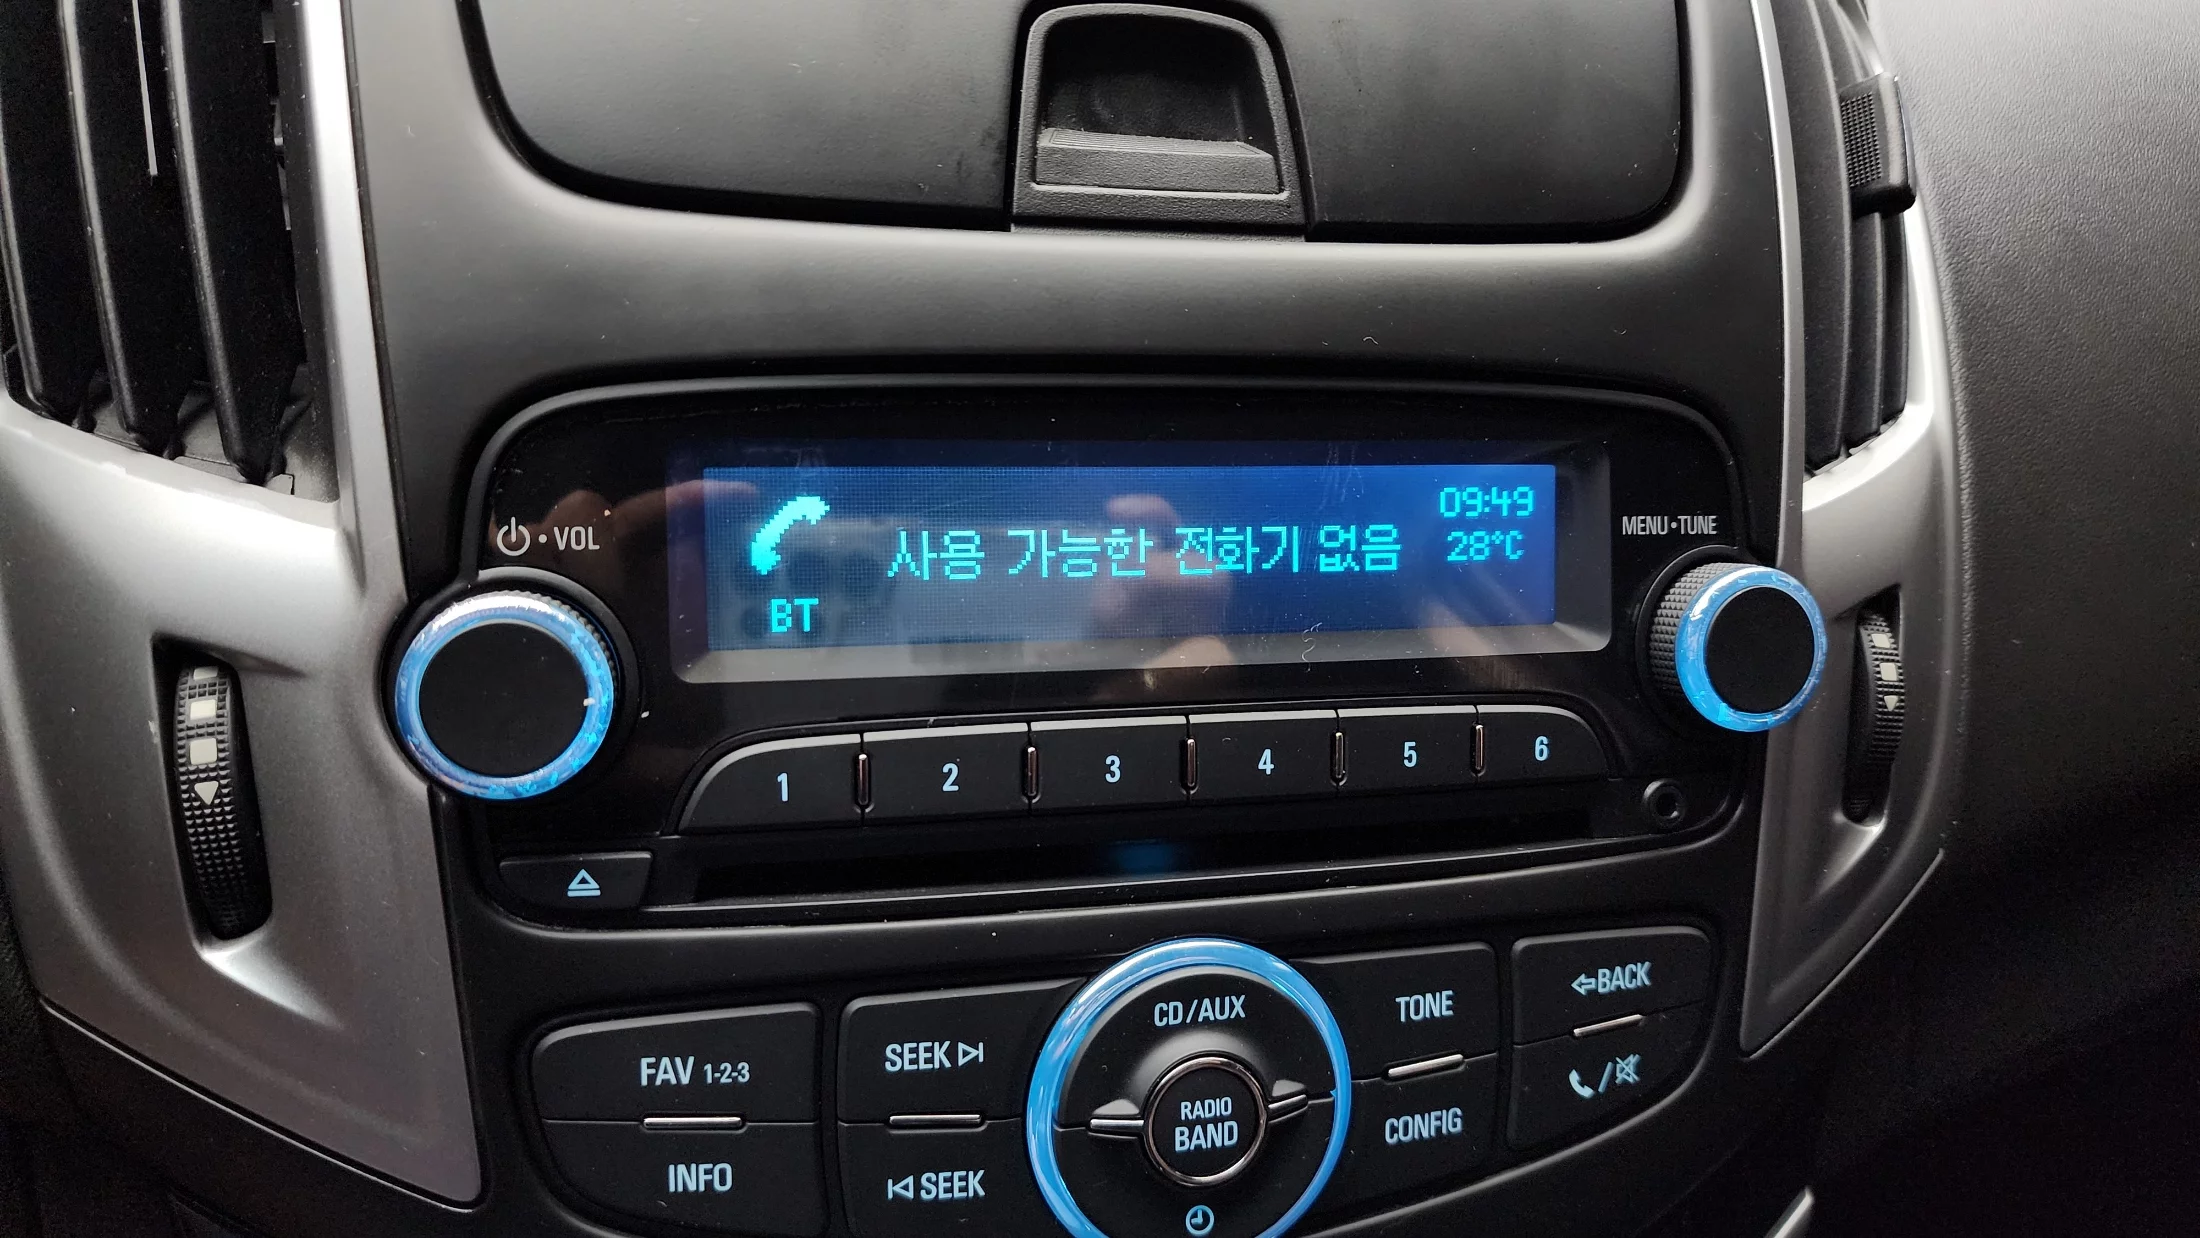 VOL
사용 가능한 전화기 없음
09:49
28°C
BT
MENU•TUNE
1 2 3 4 5 6
CD/AUX
TONE
BACK
FAV 1-2-3
SEEK
RADIO
BAND
CONFIG
INFO
SEEK